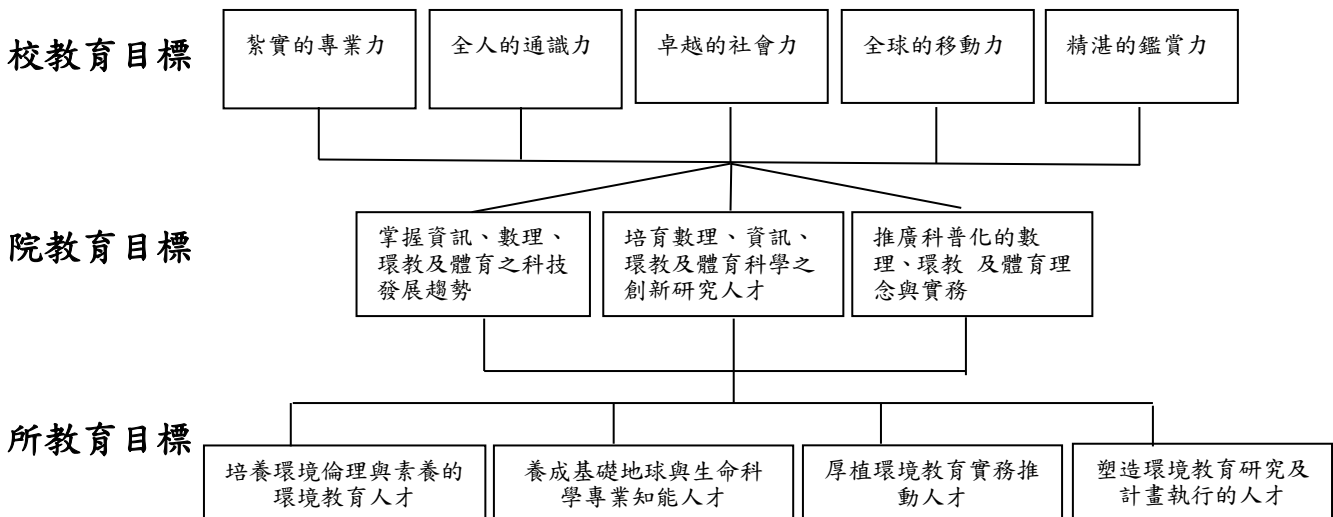 校教育目標
紮實的專業力
全人的通識力
卓越的社會力
全球的移動力
精湛的鑑賞力
院教育目標
掌握資訊、數理、
環教及體育之科技
發展趨勢
培育數理、資訊、
環教及體育科學之
創新研究人才
推廣科普化的數
理、環教 及體育理
念與實務
所教育目標
培養環境倫理與素養的
環境教育人才
養成基礎地球與生命科
學專業知能人才
厚植環境教育實務推
動人才
塑造環境教育研究及
計畫執行的人才